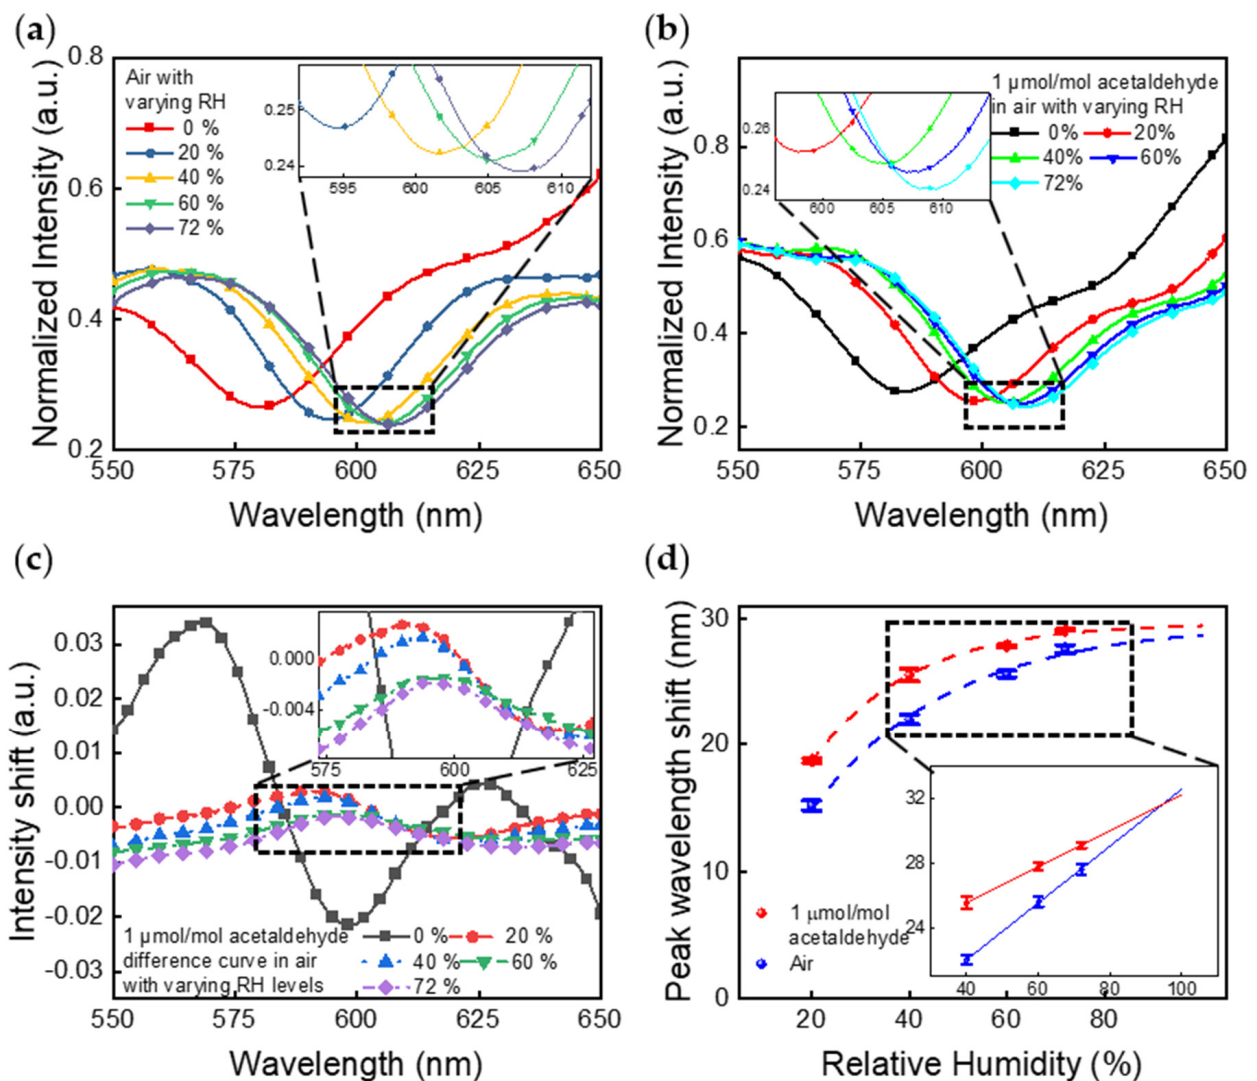 (a)
Normalized Intensity (a.u.)
0.8
0.6
0.4
0.2
Air with
varying RH
0 %
20 %
40 %
60 %
72 %
0.25
0.24
595 600 605 610
550 575 600 625 650
Wavelength (nm)
(b)
Normalized Intensity (a.u.)
0.8
0.6
0.4
0.2
1 μmol/mol acetaldehyde
in air with varying RH
0% 20%
40% 60%
72%
0.26
0.24
600 605 610
550 575 600 625 650
Wavelength (nm)
(c)
Intensity shift (a.u.)
0.03
0.02
0.01
0.00
-0.01
-0.02
-0.03
0.000
-0.004
575 600 625
1 μmol/mol acetaldehyde
difference curve in air
with varying RH levels
0 % 20 %
40 % 60 %
72 %
550 575 600 625 650
Wavelength (nm)
(d)
Peak wavelength shift (nm)
30
20
10
0
1 μmol/mol
acetaldehyde
Air
32
28
24
40 60 80 100
20 40 60 80
Relative Humidity (%)